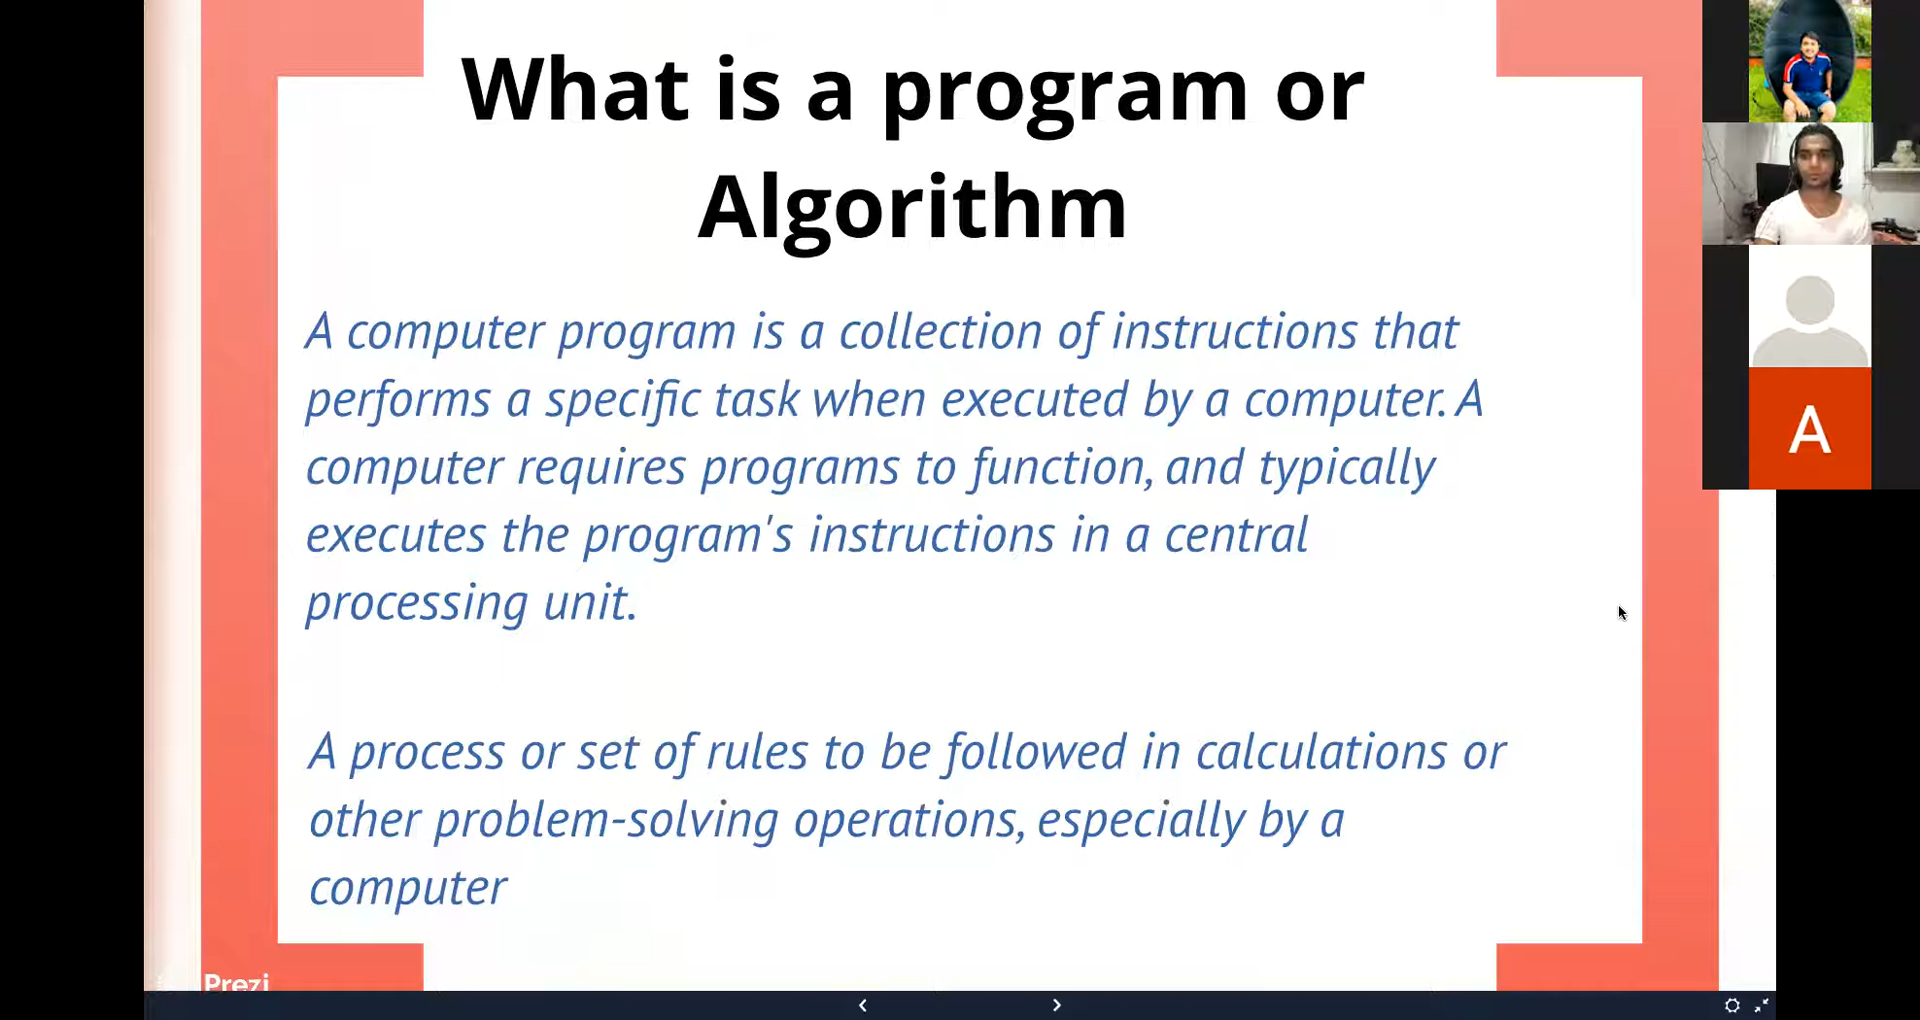 What is a program or
Algorithm
A computer program is a collection of instructions that
performs a specific task when executed by a computer. A
computer requires programs to function, and typically
executes the program's instructions in a central
processing unit.
A process or set of rules to be followed in calculations or
other problem-solving operations, especially by a
computer
A
Prezi